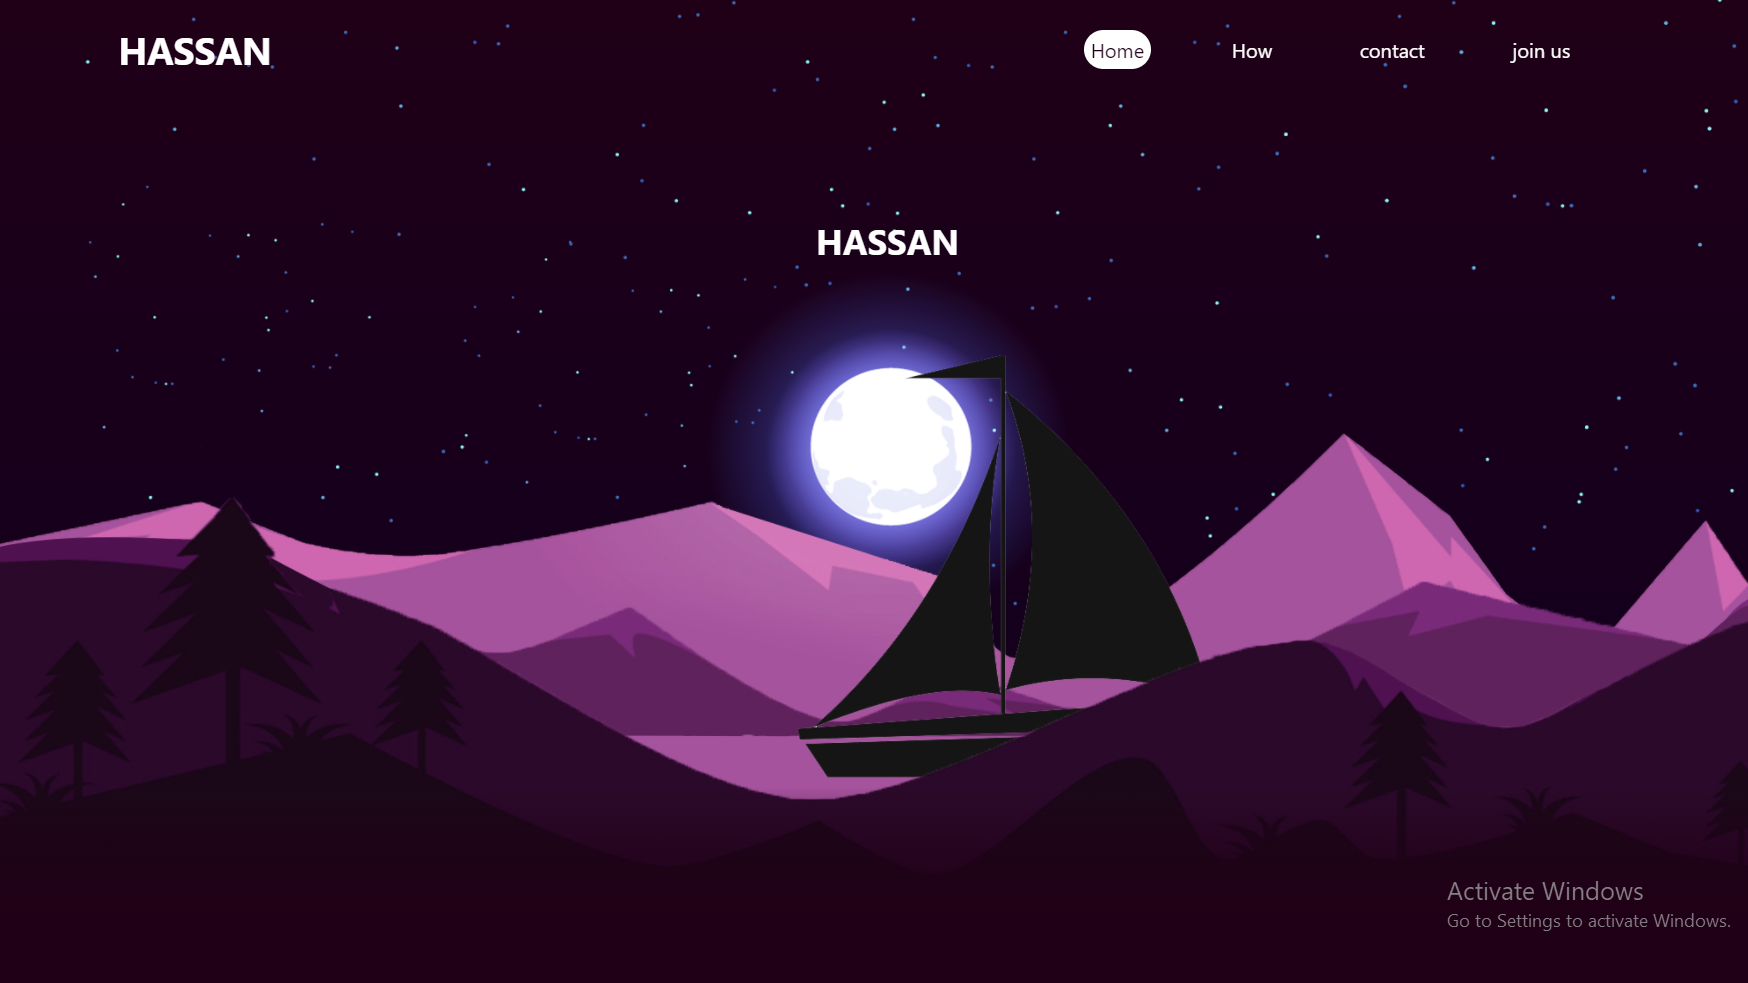 HASSAN
Home
How
contact
join us
HASSAN
Activate Windows
Go to Settings to activate Windows.